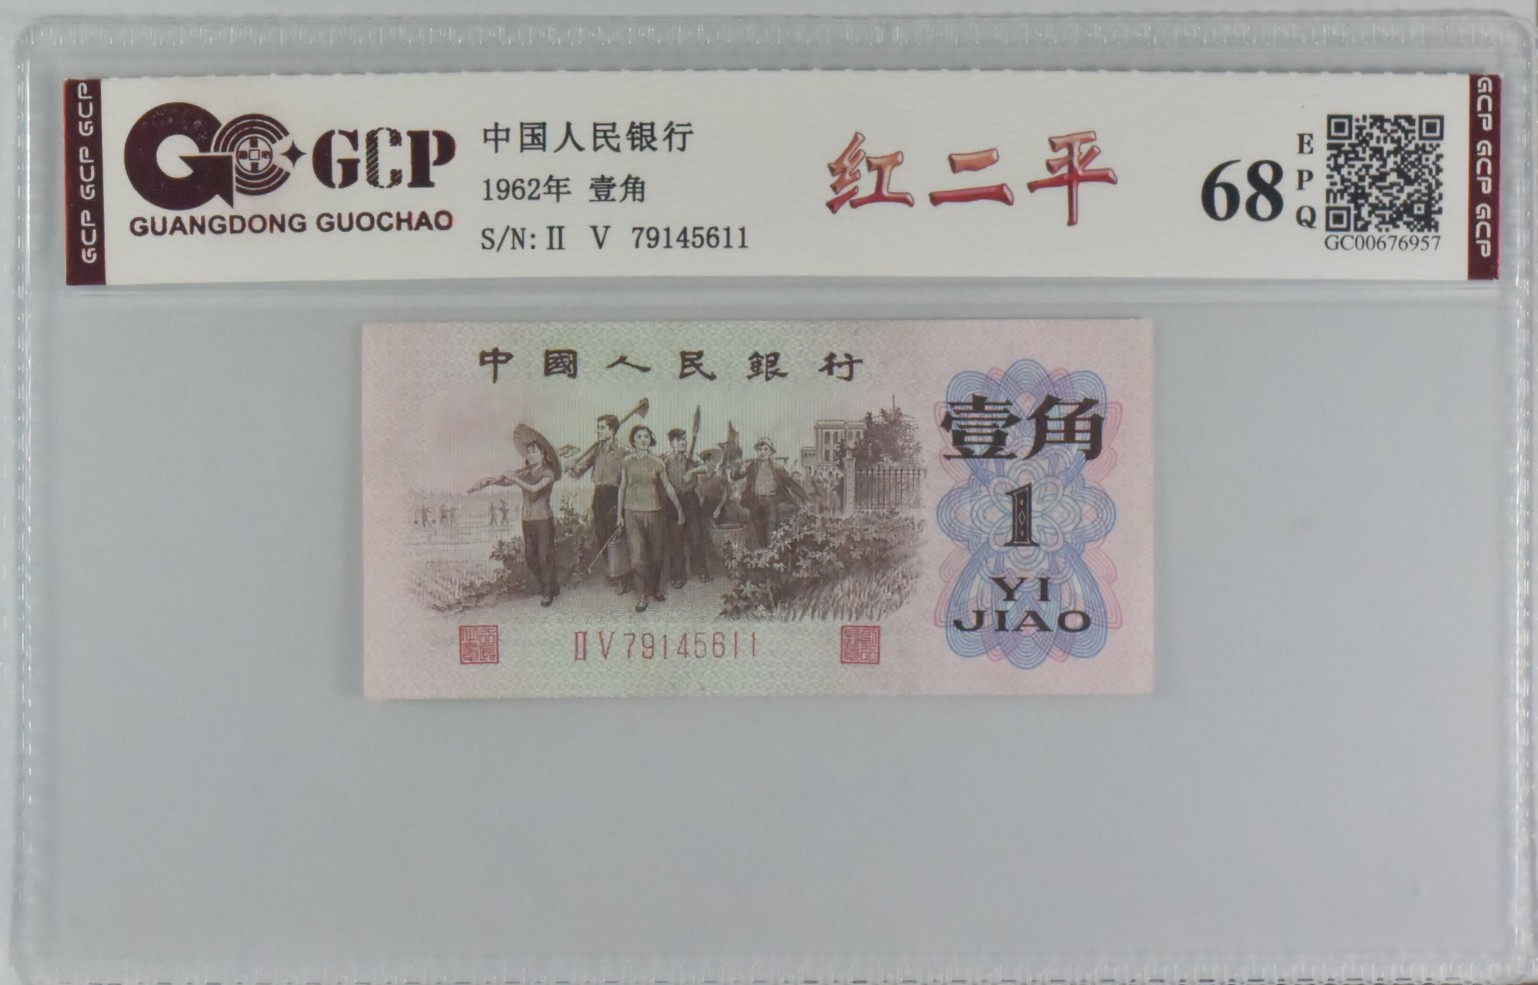 GCP GCP GCP
GCP
GUANGDONG GUOCHAO
中国人民银行
1962年 壹角
S/N: II V 79145611
红二平
68
EPQ
GC00676957
GCP GCP GCP
中國人民銀行
壹角
1
YI
JIAO
II V 79145611